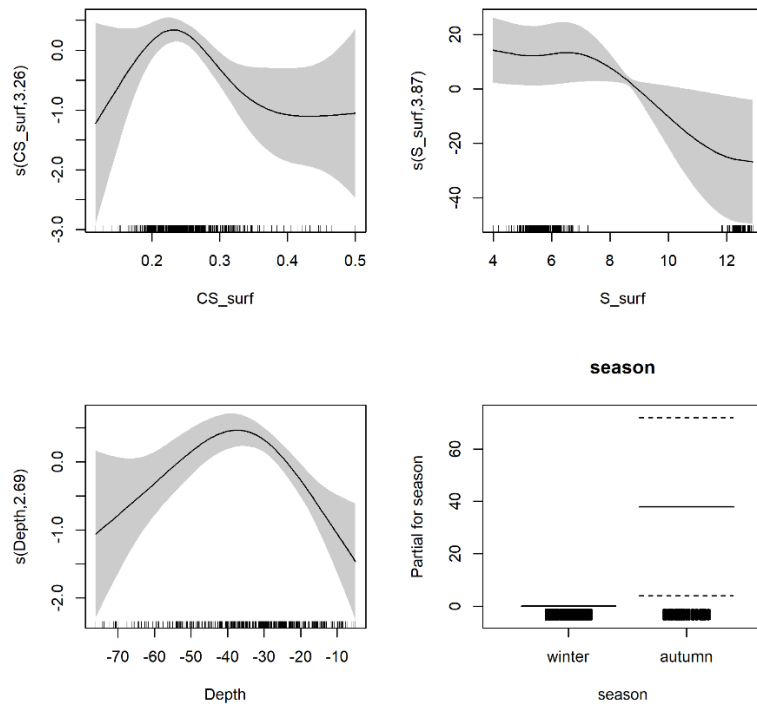 s(CS_surf,3.26)
0.0
-1.0
-2.0
-3.0
0.2 0.3 0.4 0.5
CS_surf
s(S_surf,3.87)
20
0
-20
-40
4 6 8 10 12
S_surf
s(Depth,2.69)
0.0
-1.0
-2.0
-70 -60 -50 -40 -30 -20 -10
Depth
season
Partial for season
60
40
20
0
winter autumn
season